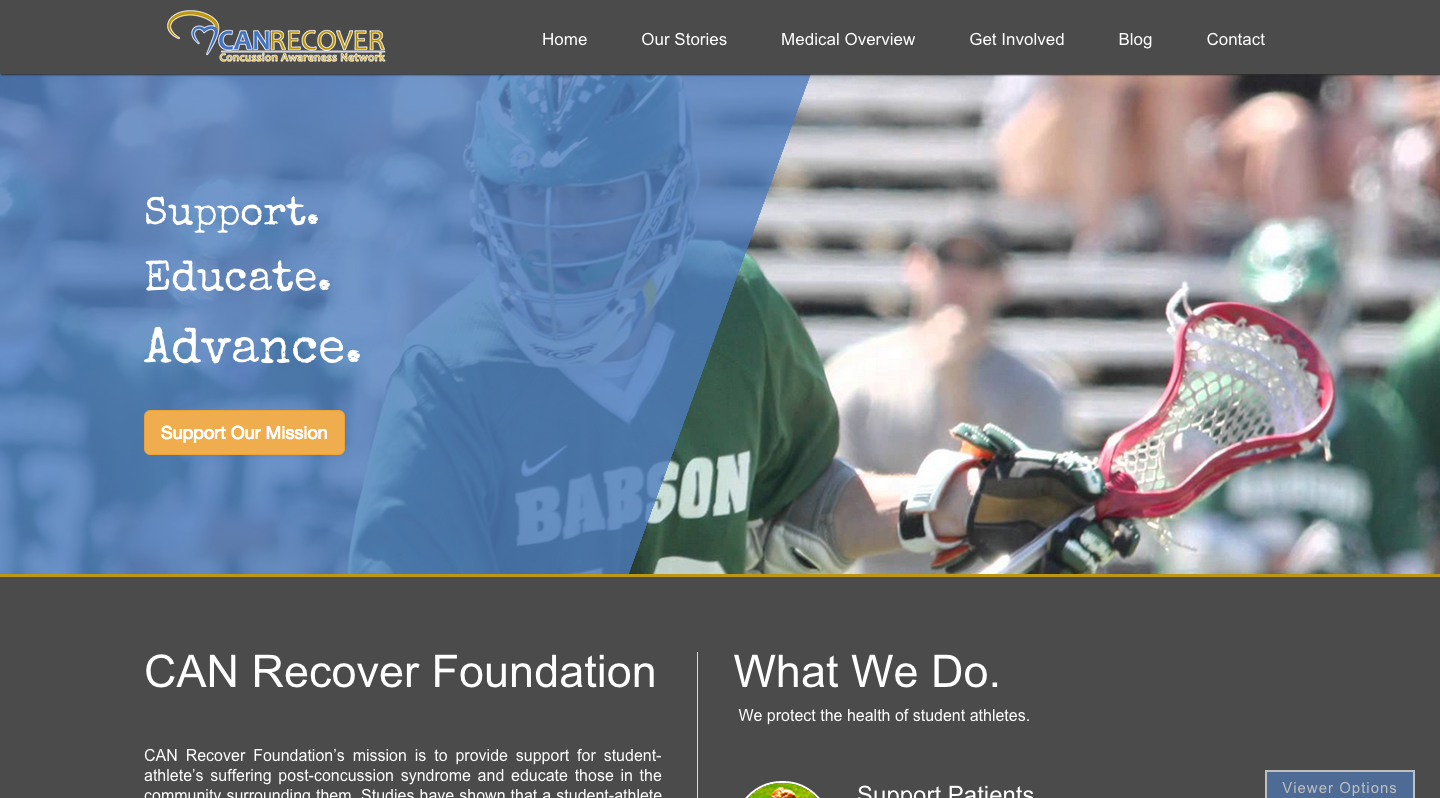 CANRECOVER
Concussion Awareness Network
Home
Our Stories
Medical Overview
Get Involved
Blog
Contact
Support.
Educate.
Advance.
Support Our Mission
BABSON
CAN Recover Foundation
CAN Recover Foundation’s mission is to provide support for student-
athlete’s suffering post-concussion syndrome and educate those in the
community surrounding them. Studies have shown that a student-athlete
What We Do.
We protect the health of student athletes.
Support Patients
Viewer Options